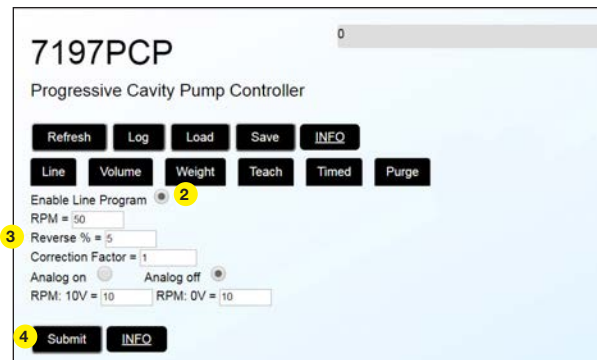 0
7197PCP
Progressive Cavity Pump Controller
Refresh Log Load Save INFO
Line Volume Weight Teach Timed Purge
Enable Line Program 2
RPM = 50
3 Reverse % = 5
Correction Factor = 1
Analog on Analog off
RPM: 10V = 10 RPM: 0V = 10
4 Submit INFO